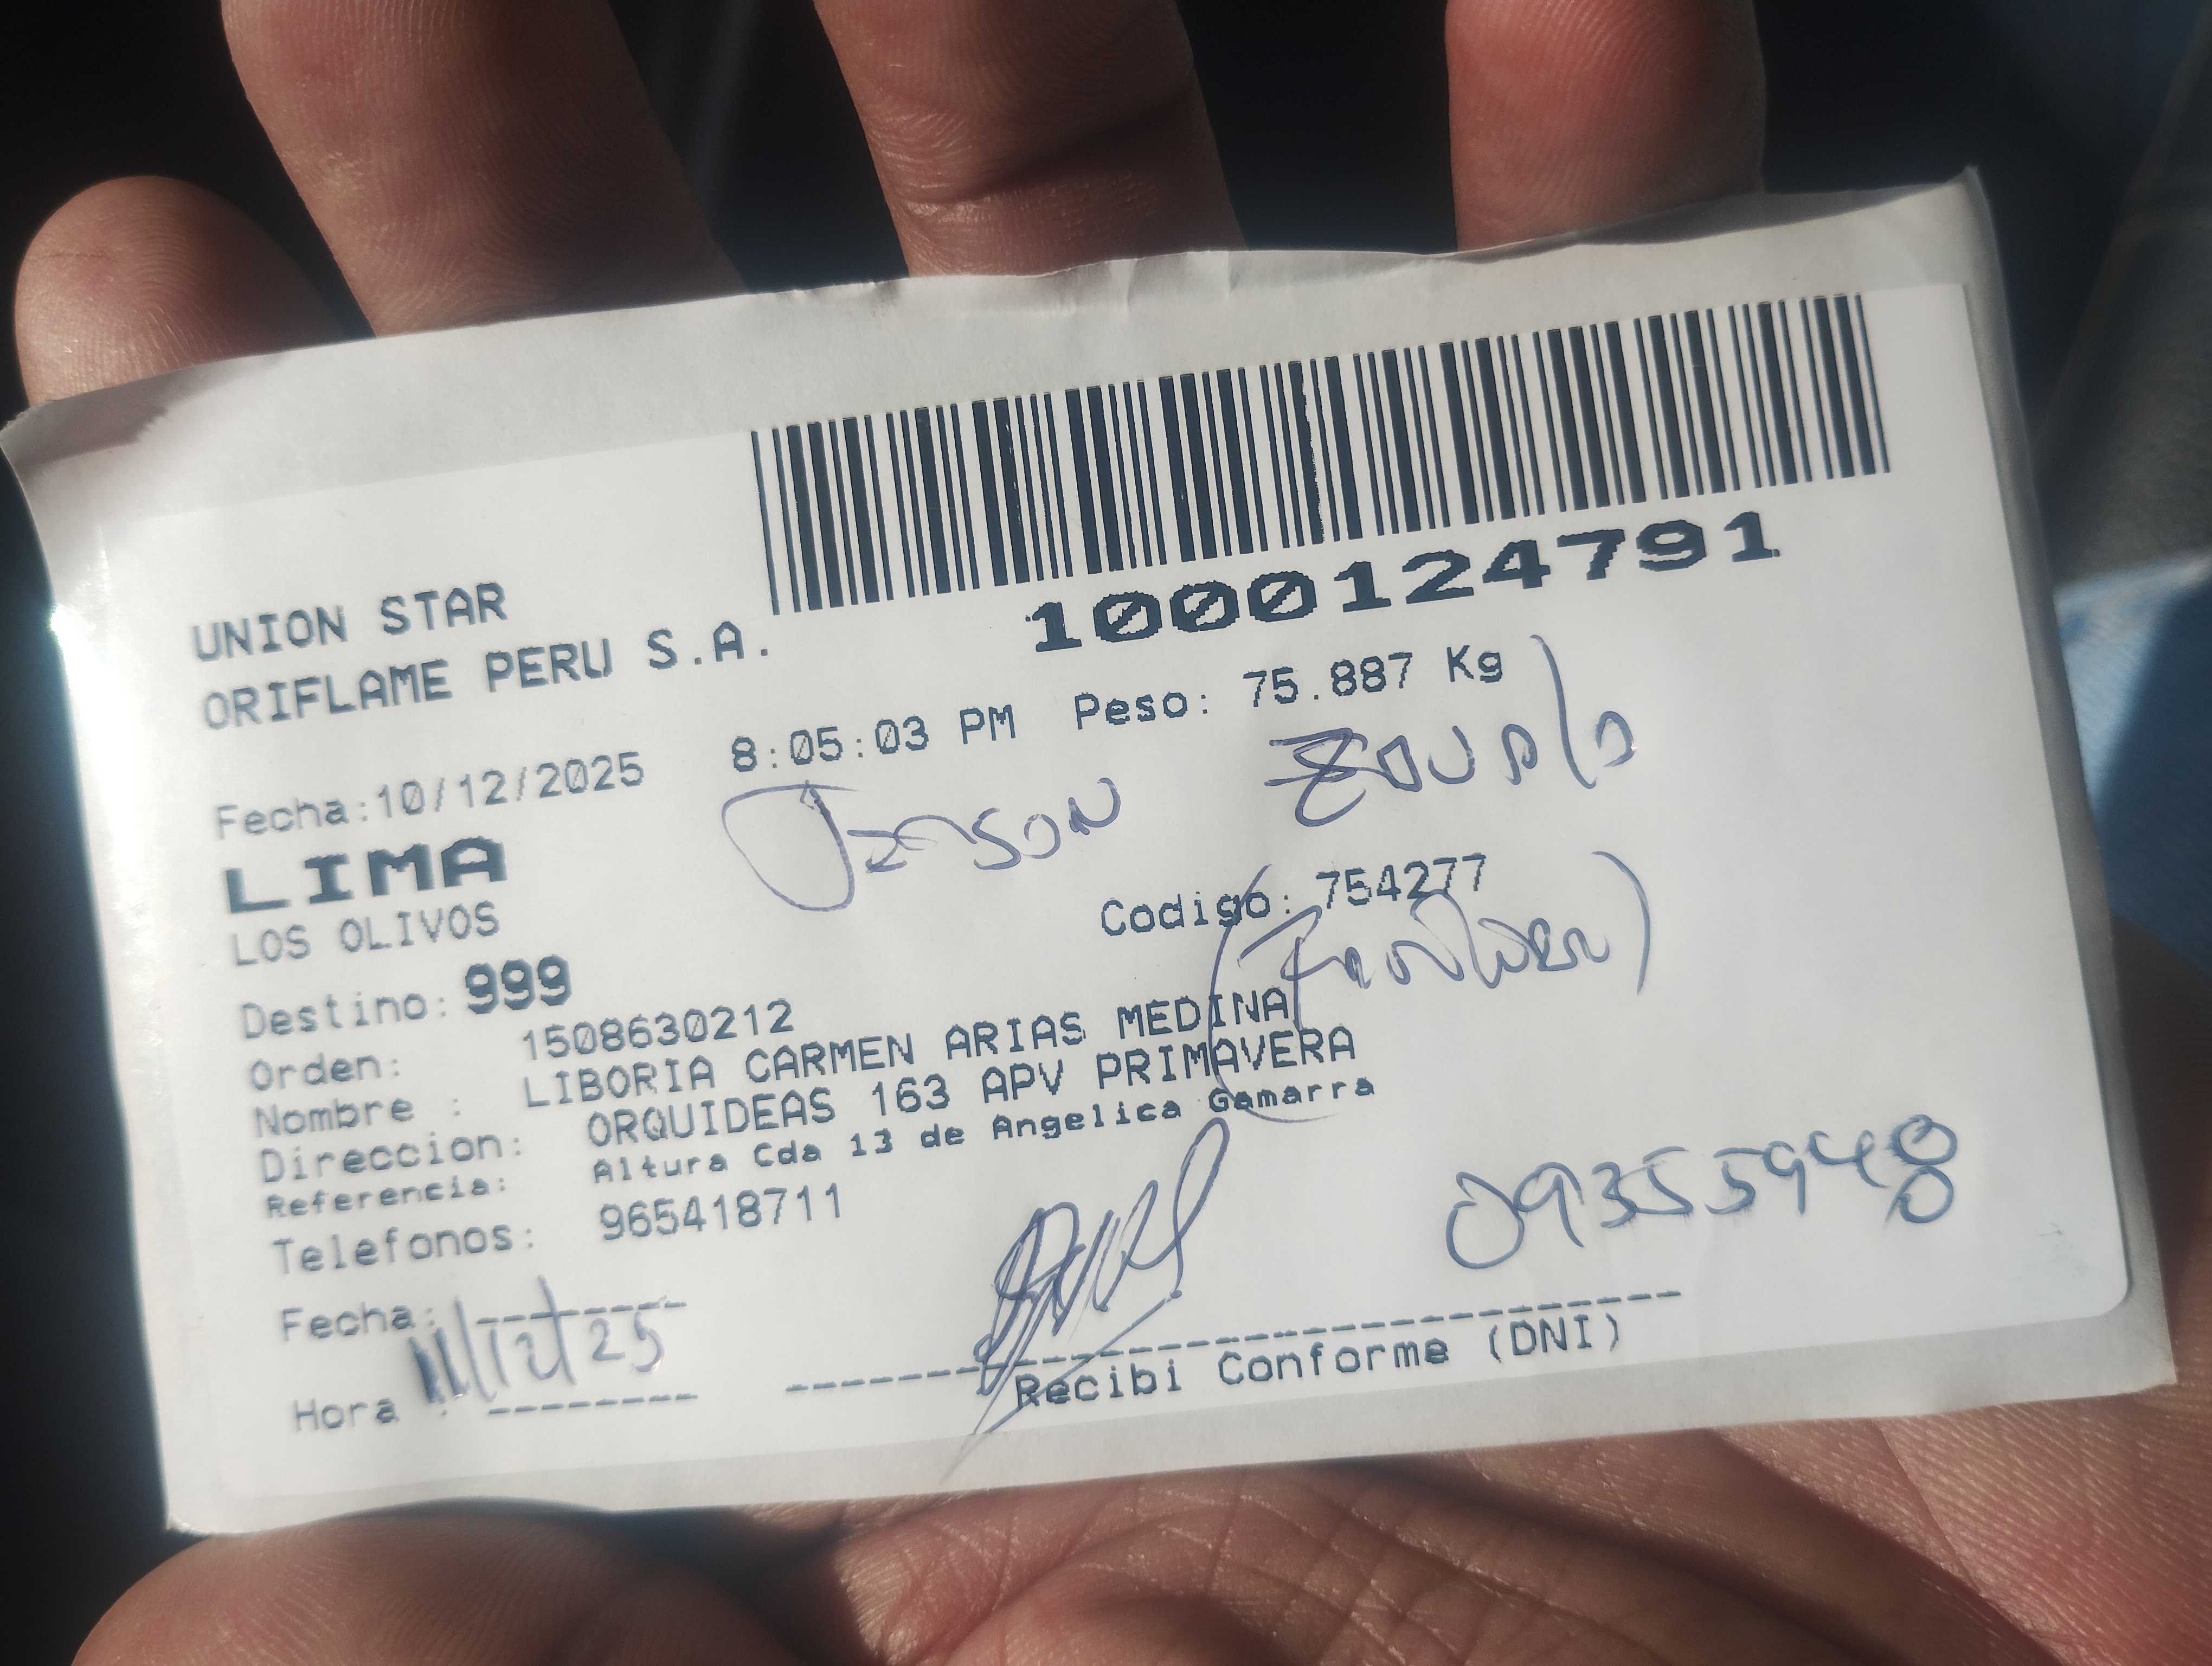 1000124791
UNION STAR
ORIFLAME PERU S.A.
Fecha:10/12/2025 8:05:03 PM Peso: 75.887 Kg
LIMA
LOS OLIVOS
Codigo: 754277
Destino: 999
Orden: 1508630212
Nombre : LIBORIA CARMEN ARIAS MEDINA
Direccion: ORQUIDEAS 163 APV PRIMAVERA
Referencia: Altura Cda 13 de Angelica Gamarra
Telefonos: 965418711
09355948
Fecha: 11/12/25
Hora :
Recibi Conforme (DNI)